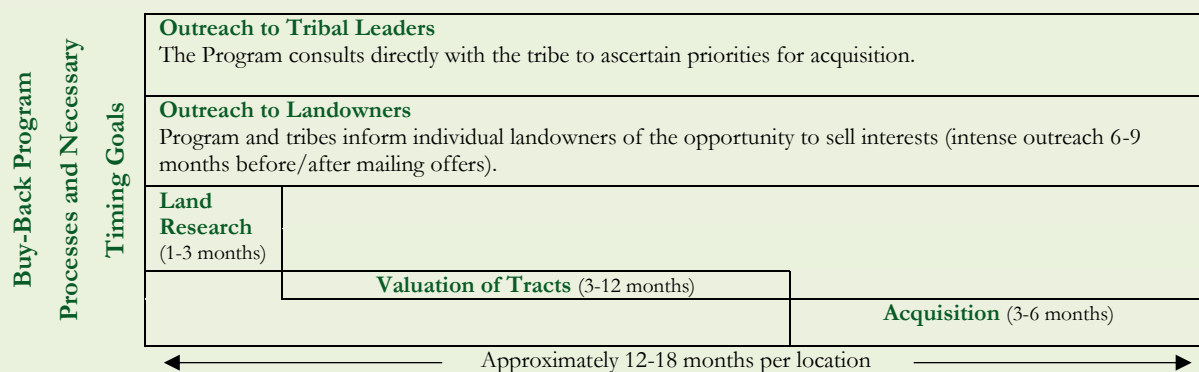 Buy-Back Program
Processes and Necessary
Timing Goals
Outreach to Tribal Leaders
The Program consults directly with the tribe to ascertain priorities for acquisition.
Outreach to Landowners
Program and tribes inform individual landowners of the opportunity to sell interests (intense outreach 6-9
months before/after mailing offers).
Land
Research
(1-3 months)
Valuation of Tracts (3-12 months)
Acquisition (3-6 months)
Approximately 12-18 months per location